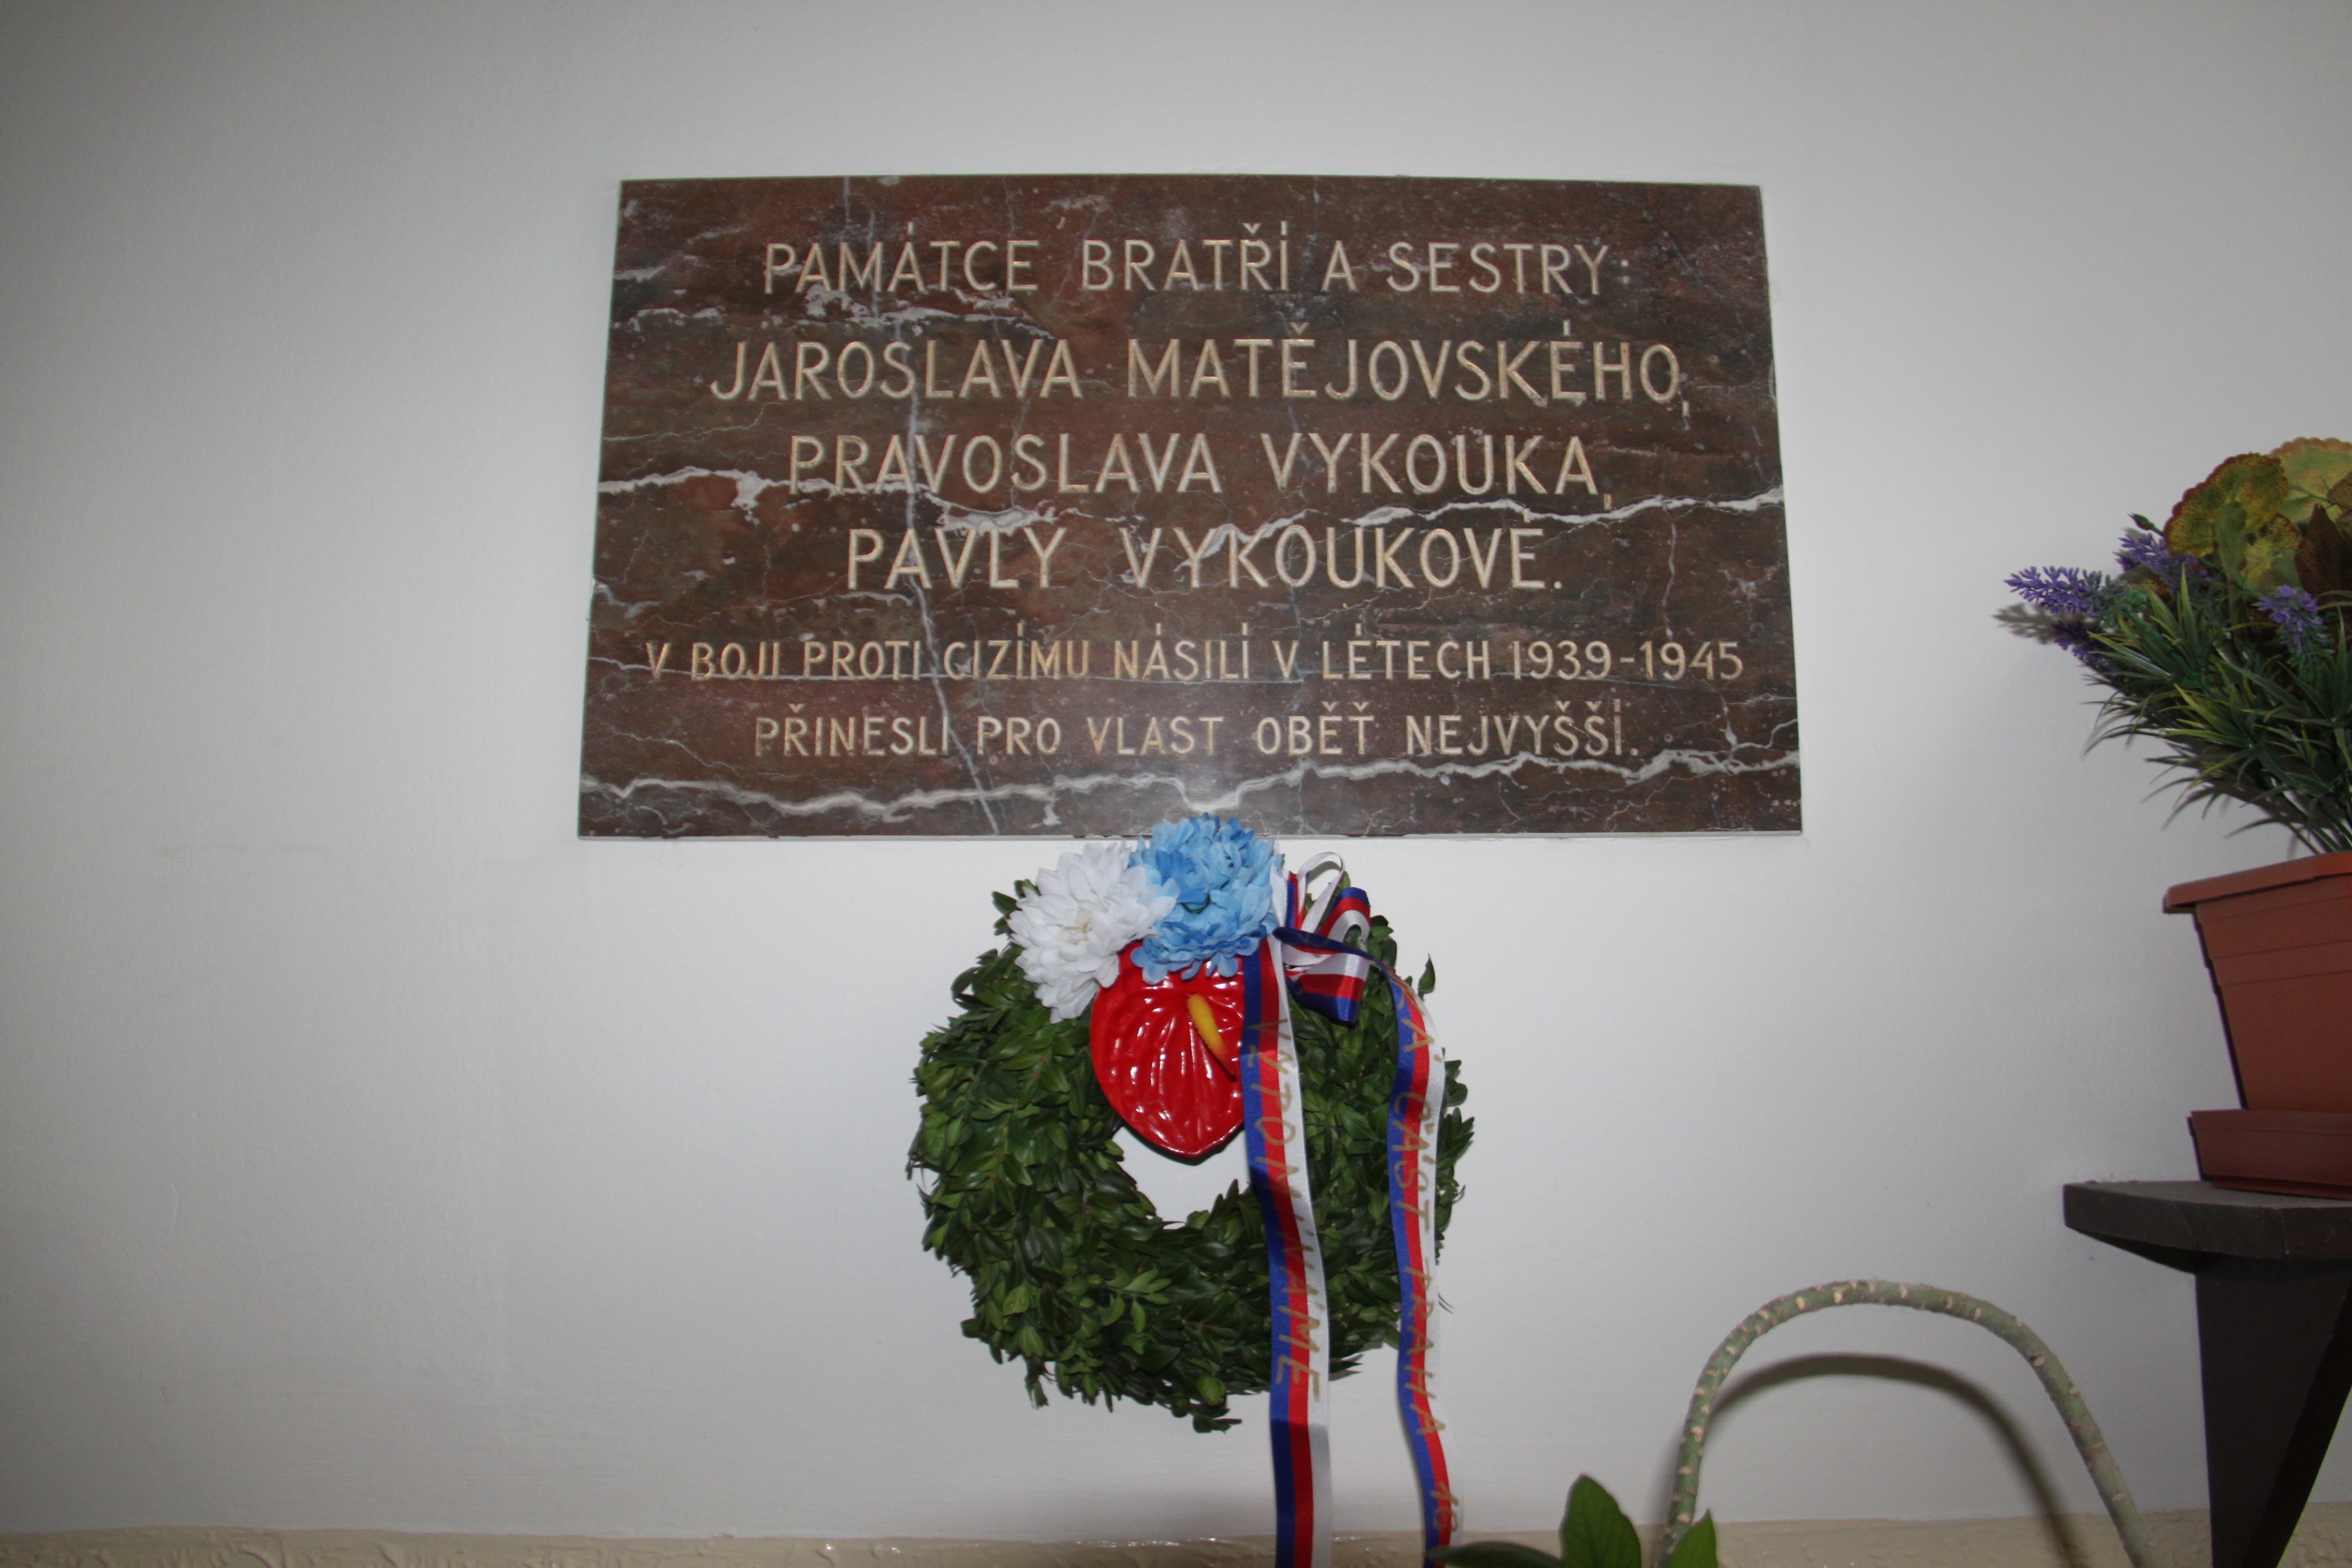 PAMÁTCE BRATŘÍ A SESTRY:
JAROSLAVA MATĚJOVSKÉHO,
PRAVOSLAVA VYKOUKA,
PAVLY VYKOUKOVÉ.
V BOJI PROTI CIZÍMU NÁSILÍ V LÉTECH 1939-1945
PŘINESLI PRO VLAST OBĚŤ NEJVYŠŠÍ.
VZPOMÍNÁME
ČÁST PRAHA 16